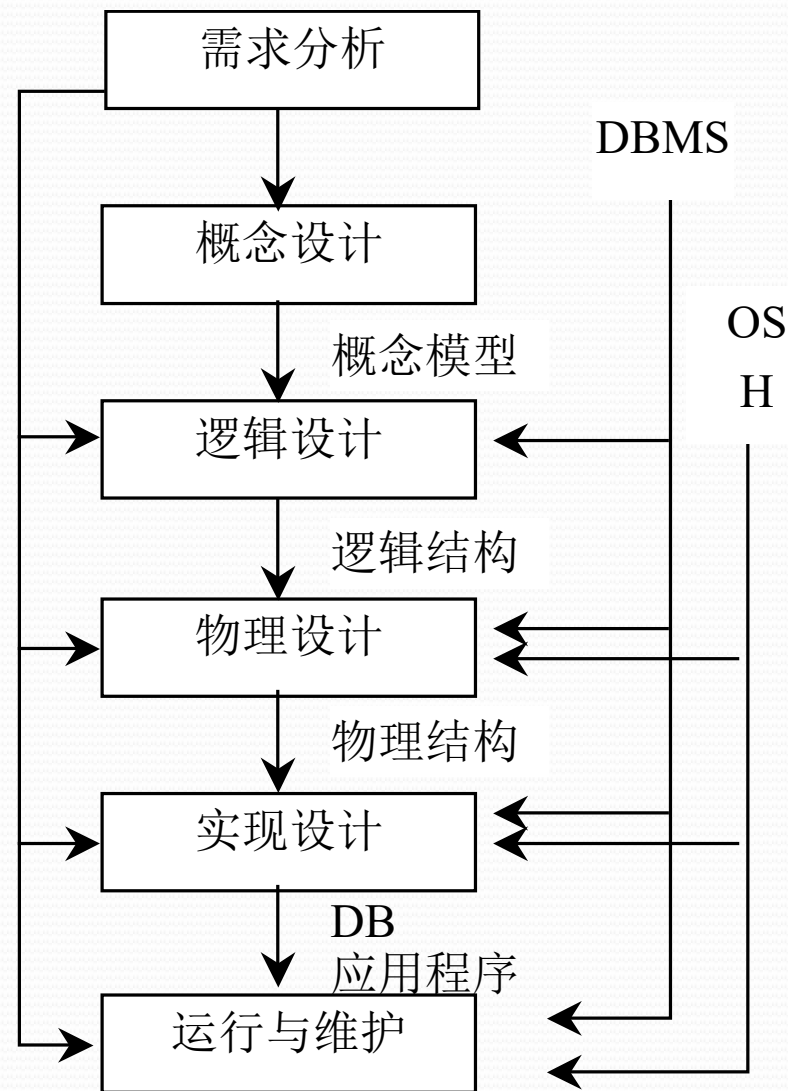 需求分析
DBMS
概念设计
OS
H
概念模型
逻辑设计
逻辑结构
物理设计
物理结构
实现设计
DB
应用程序
运行与维护